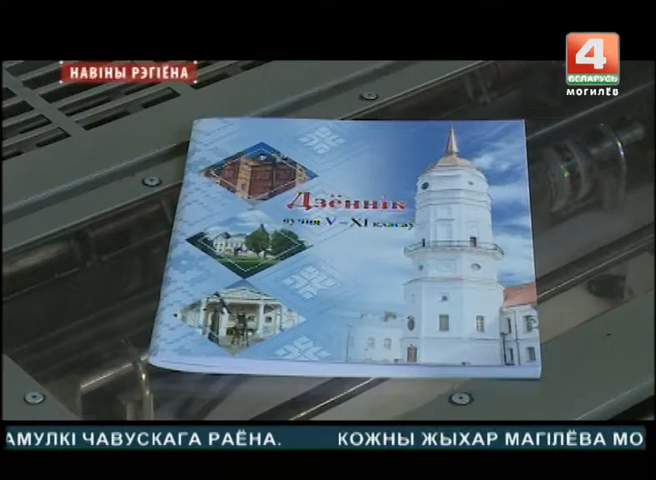 НАВІНЫ РЭГІЁНА
4
БЕЛАРУСЬ
МОГИЛЁВ
Дзённік
вучня V–XI класаў
АМУЛКІ ЧАВУСКАГА РАЁНА. КОЖНЫ ЖЫХАР МАГІЛЁВА МО